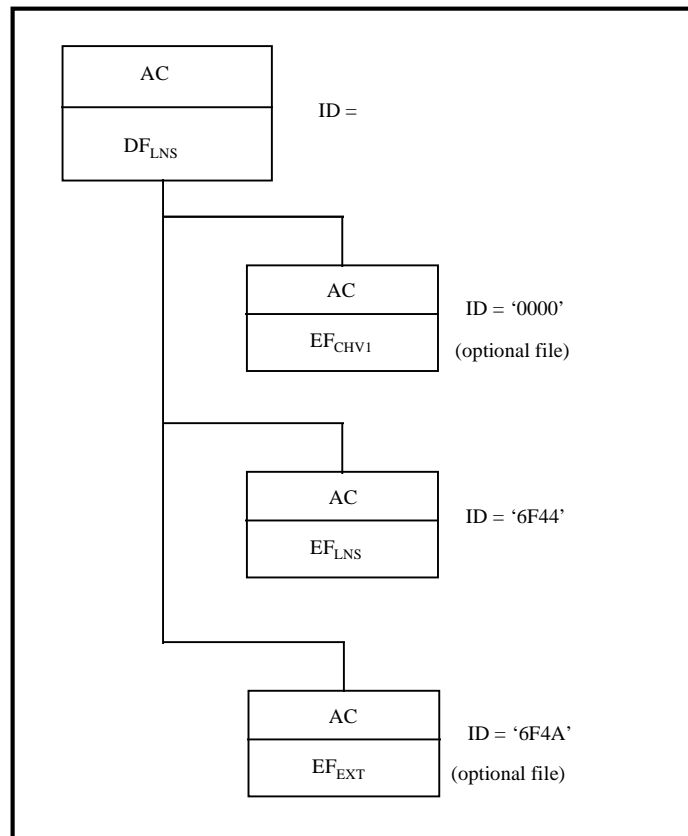 AC
ID =
DF_LNS
AC
ID = ‘0000’
EF_CHV1
(optional file)
AC
ID = ‘6F44’
EF_LNS
AC
ID = ‘6F4A’
EF_EXT
(optional file)